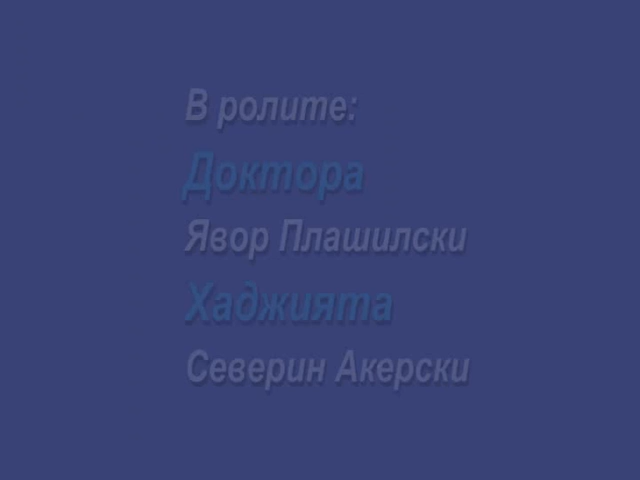 В ролите:
Доктора
Явор Плашилски
Хаджията
Северин Акерски